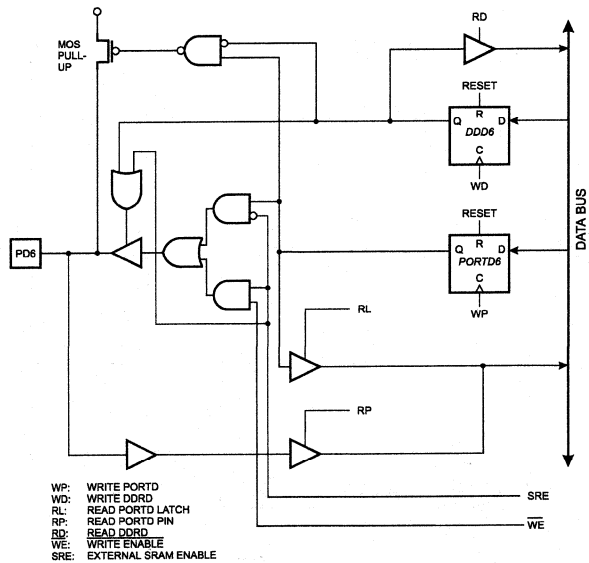 RD
MOS
PULL-
UP
RESET
Q R D
DDD6
C
WD
RESET
Q R D
PORTD6
C
WP
DATA BUS
PD6
RL
RP
SRE
WE
WP: WRITE PORTD
WD: WRITE DDRD
RL: READ PORTD LATCH
RP: READ PORTD PIN
RD: READ DDRD
WE: WRITE ENABLE
SRE: EXTERNAL SRAM ENABLE